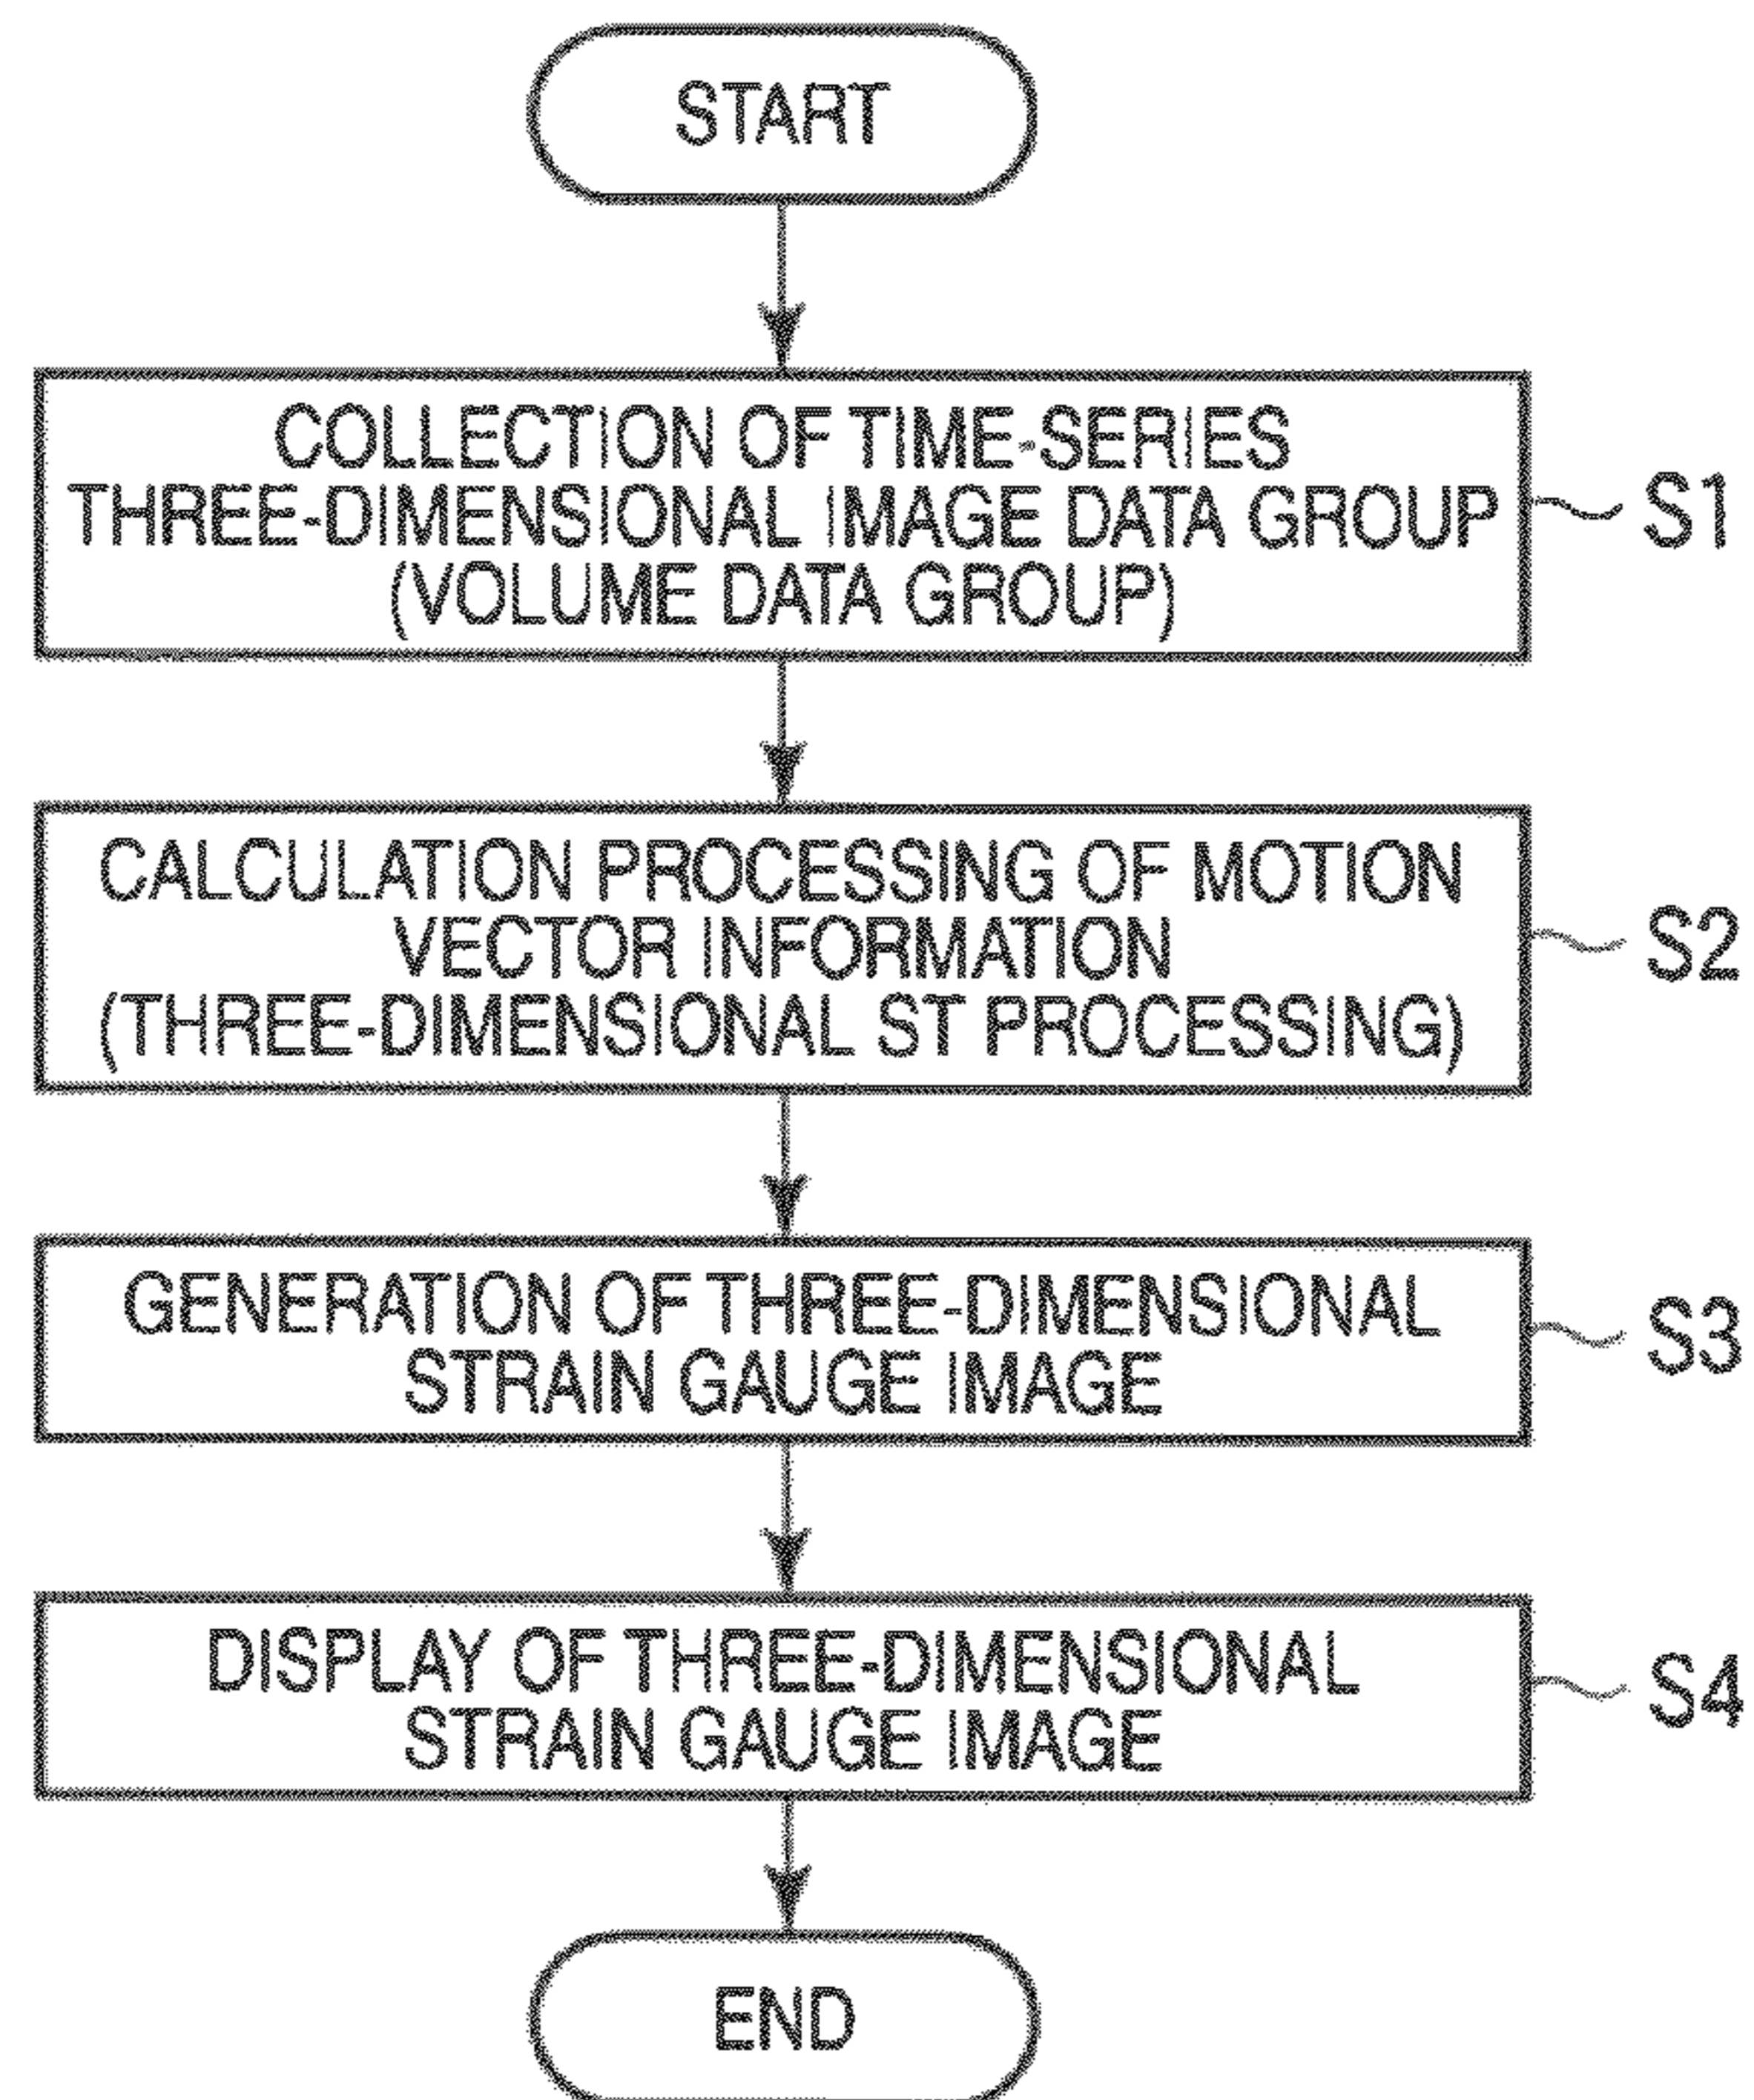 START
COLLECTION OF TIME-SERIES
THREE-DIMENSIONAL IMAGE DATA GROUP
(VOLUME DATA GROUP)
S1
CALCULATION PROCESSING OF MOTION
VECTOR INFORMATION
(THREE-DIMENSIONAL ST PROCESSING)
S2
GENERATION OF THREE-DIMENSIONAL
STRAIN GAUGE IMAGE
S3
DISPLAY OF THREE-DIMENSIONAL
STRAIN GAUGE IMAGE
S4
END